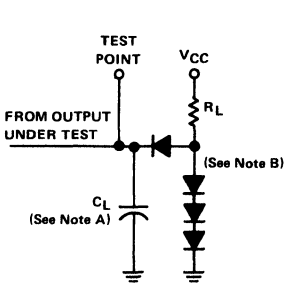 TEST
POINT
VCC
RL
FROM OUTPUT
UNDER TEST
(See Note B)
CL
(See Note A)